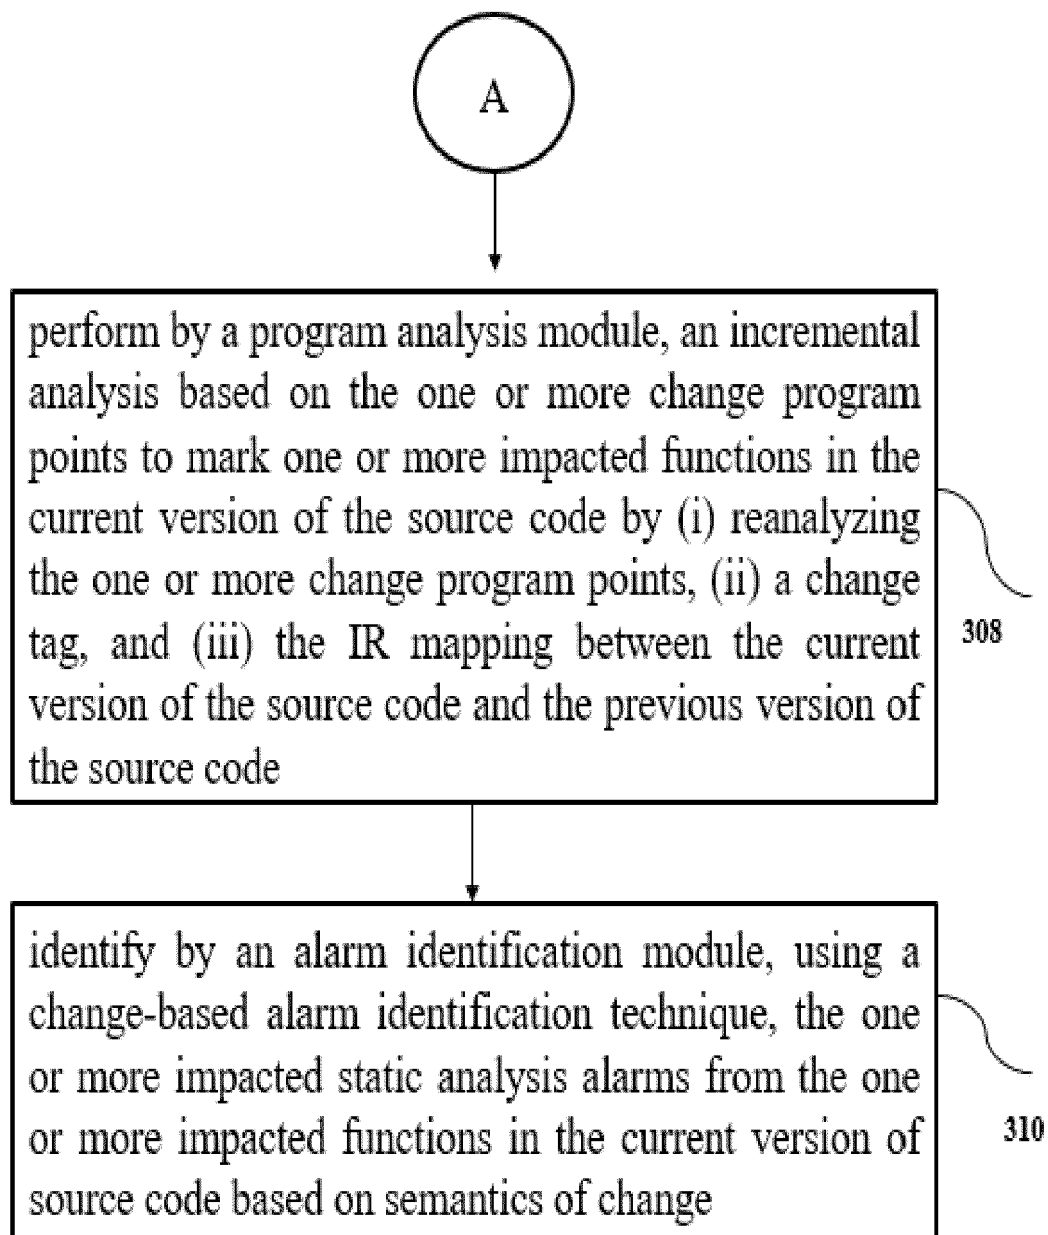 A
perform by a program analysis module, an incremental
analysis based on the one or more change program
points to mark one or more impacted functions in the
current version of the source code by (i) reanalyzing
the one or more change program points, (ii) a change
tag, and (iii) the IR mapping between the current
version of the source code and the previous version of
the source code
308
identify by an alarm identification module, using a
change-based alarm identification technique, the one
or more impacted static analysis alarms from the one
or more impacted functions in the current version of
source code based on semantics of change
310